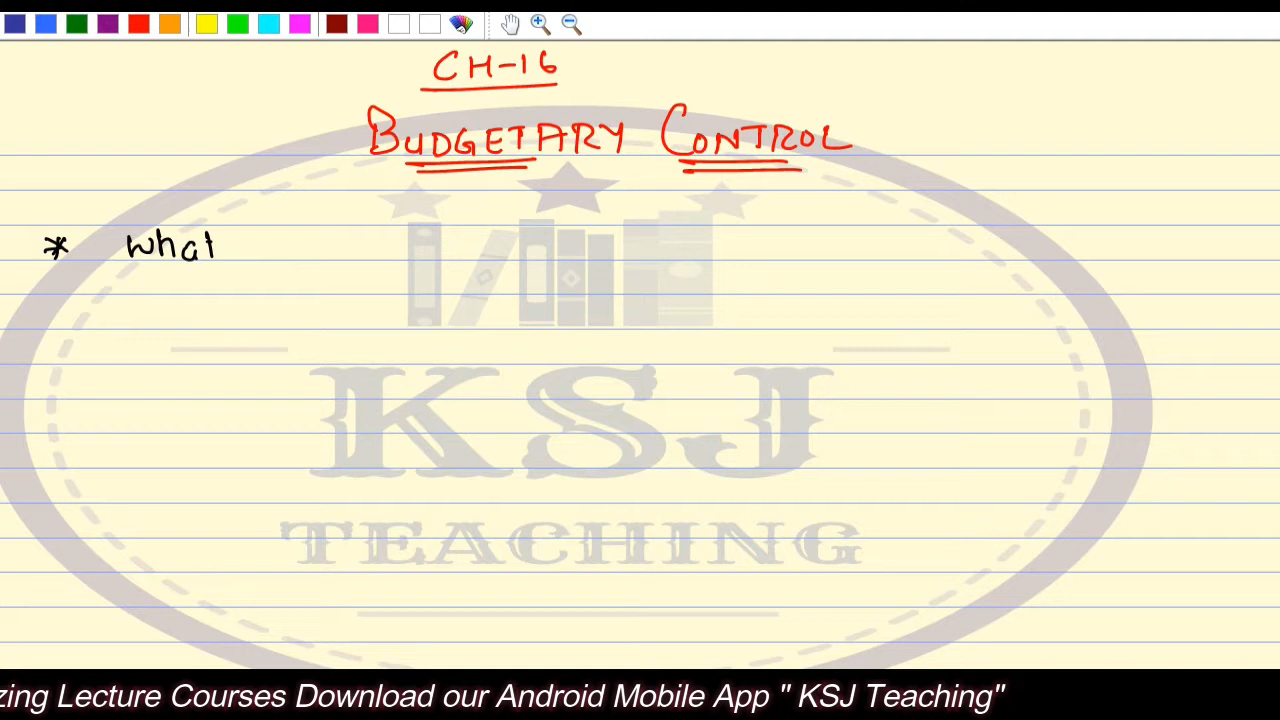 CH-16
BUDGETARY CONTROL
* what
KSJ
TEACHING
zing Lecture Courses Download our Android Mobile App " KSJ Teaching"